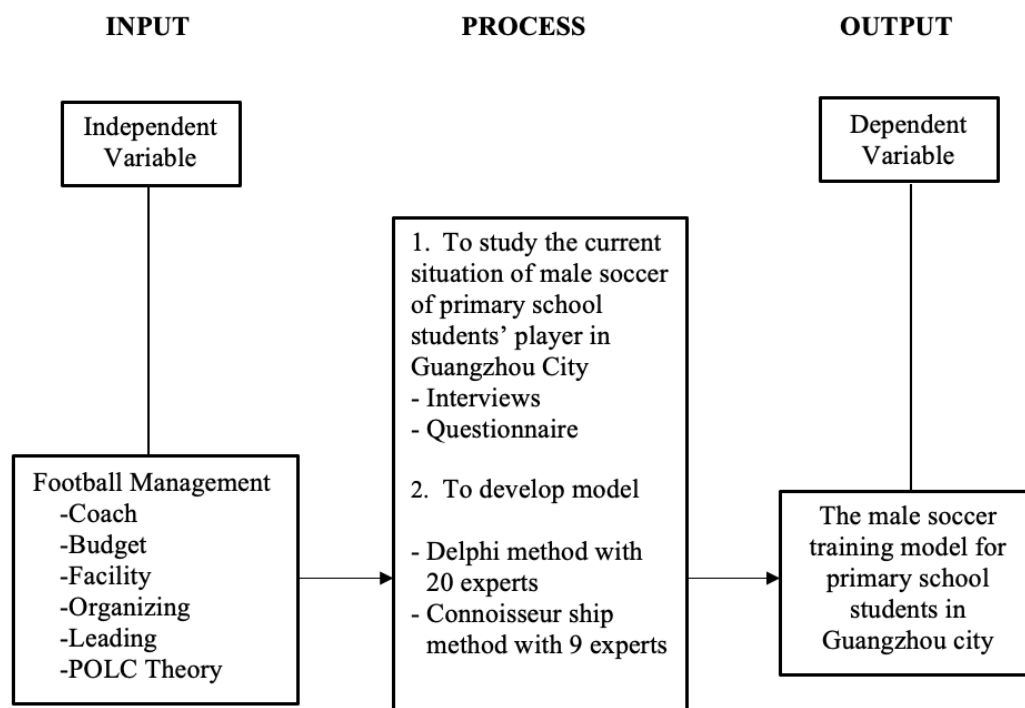 INPUT
PROCESS
OUTPUT
Independent
Variable
Dependent
Variable
Football Management
-Coach
-Budget
-Facility
-Organizing
-Leading
-POLC Theory
1. To study the current
situation of male soccer
of primary school
students’ player in
Guangzhou City
- Interviews
- Questionnaire
2. To develop model
- Delphi method with
20 experts
- Connoisseur ship
method with 9 experts
The male soccer
training model for
primary school
students in
Guangzhou city